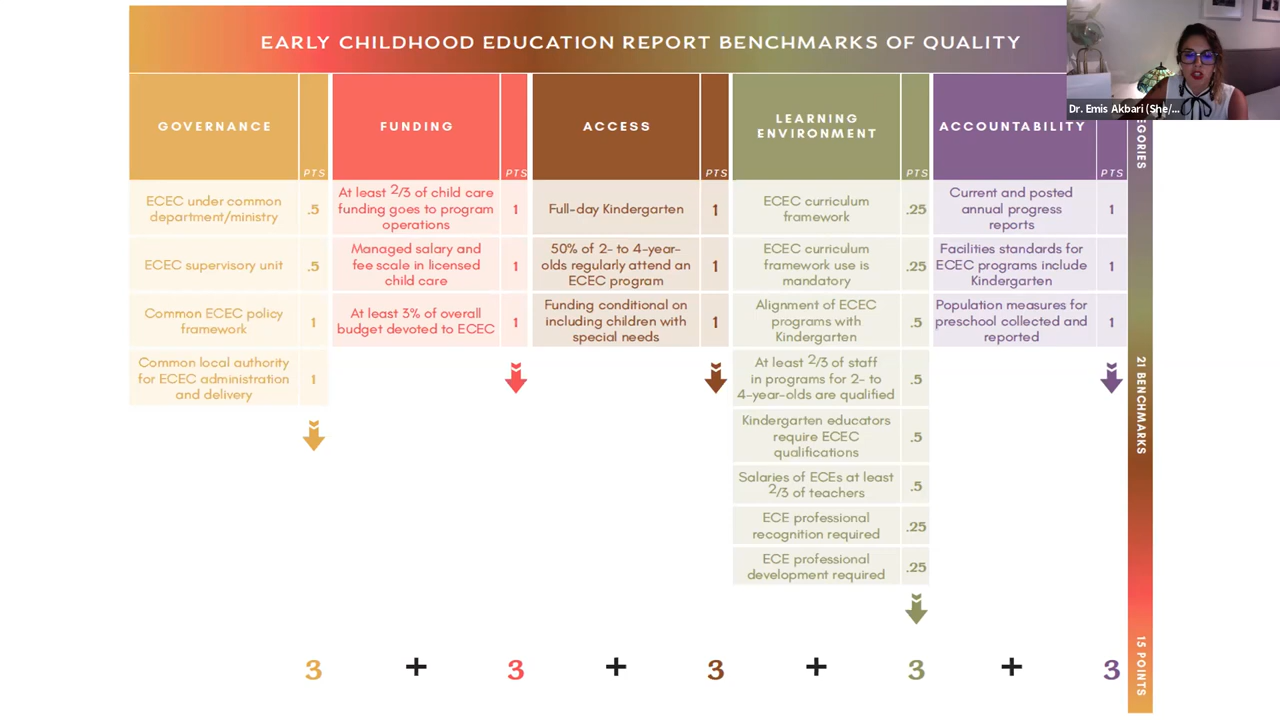 EARLY CHILDHOOD EDUCATION REPORT BENCHMARKS OF QUALITY
Dr. Emis Akbari (She/...
GOVERNANCE
PTS
ECEC under common
department/ministry
.5
ECEC supervisory unit
.5
Common ECEC policy
framework
1
Common local authority
for ECEC administration
and delivery
1
FUNDING
PTS
At least 2/3 of child care
funding goes to program
operations
1
Managed salary and
fee scale in licensed
child care
1
At least 3% of overall
budget devoted to ECEC
1
ACCESS
PTS
Full-day Kindergarten
1
50% of 2- to 4-year-
olds regularly attend an
ECEC program
1
Funding conditional on
including children with
special needs
1
LEARNING
ENVIRONMENT
PTS
ECEC curriculum
framework
.25
ECEC curriculum
framework use is
mandatory
.25
Alignment of ECEC
programs with
Kindergarten
.5
At least 2/3 of staff
in programs for 2- to
4-year-olds are qualified
.5
Kindergarten educators
require ECEC
qualifications
.5
Salaries of ECEs at least
2/3 of teachers
.5
ECE professional
recognition required
.25
ECE professional
development required
.25
ACCOUNTABILITY
PTS
Current and posted
annual progress
reports
1
Facilities standards for
ECEC programs include
Kindergarten
1
Population measures for
preschool collected and
reported
1
3 + 3 + 3 + 3 + 3
21 BENCHMARKS
15 POINTS